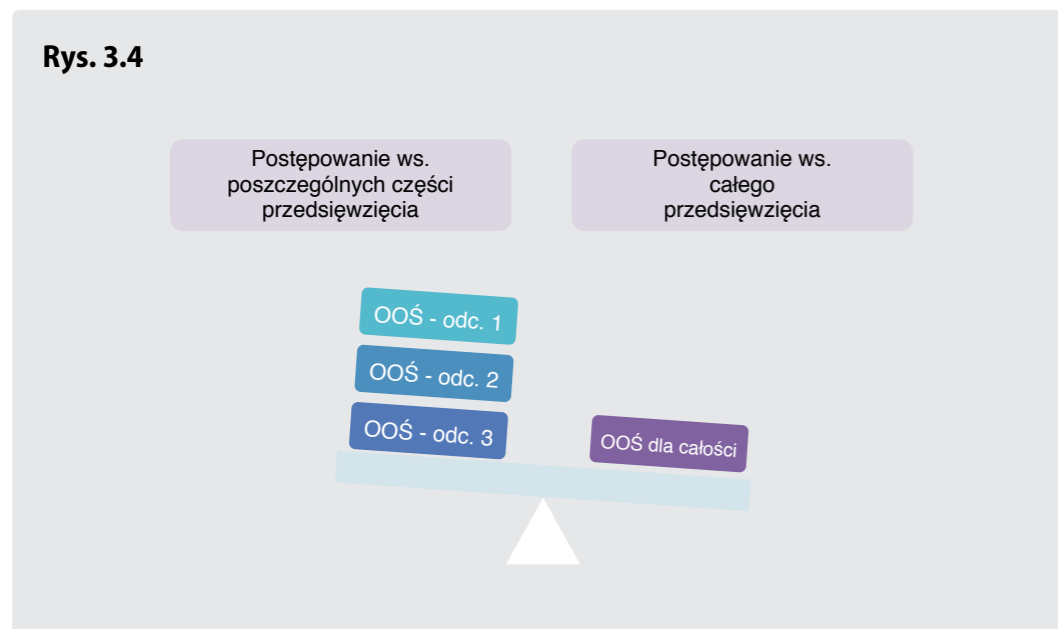 Rys. 3.4
Postępowanie ws.
poszczególnych części
przedsięwzięcia
Postępowanie ws.
całego
przedsięwzięcia
OOŚ - odc. 1
OOŚ - odc. 2
OOŚ - odc. 3
OOŚ dla całości